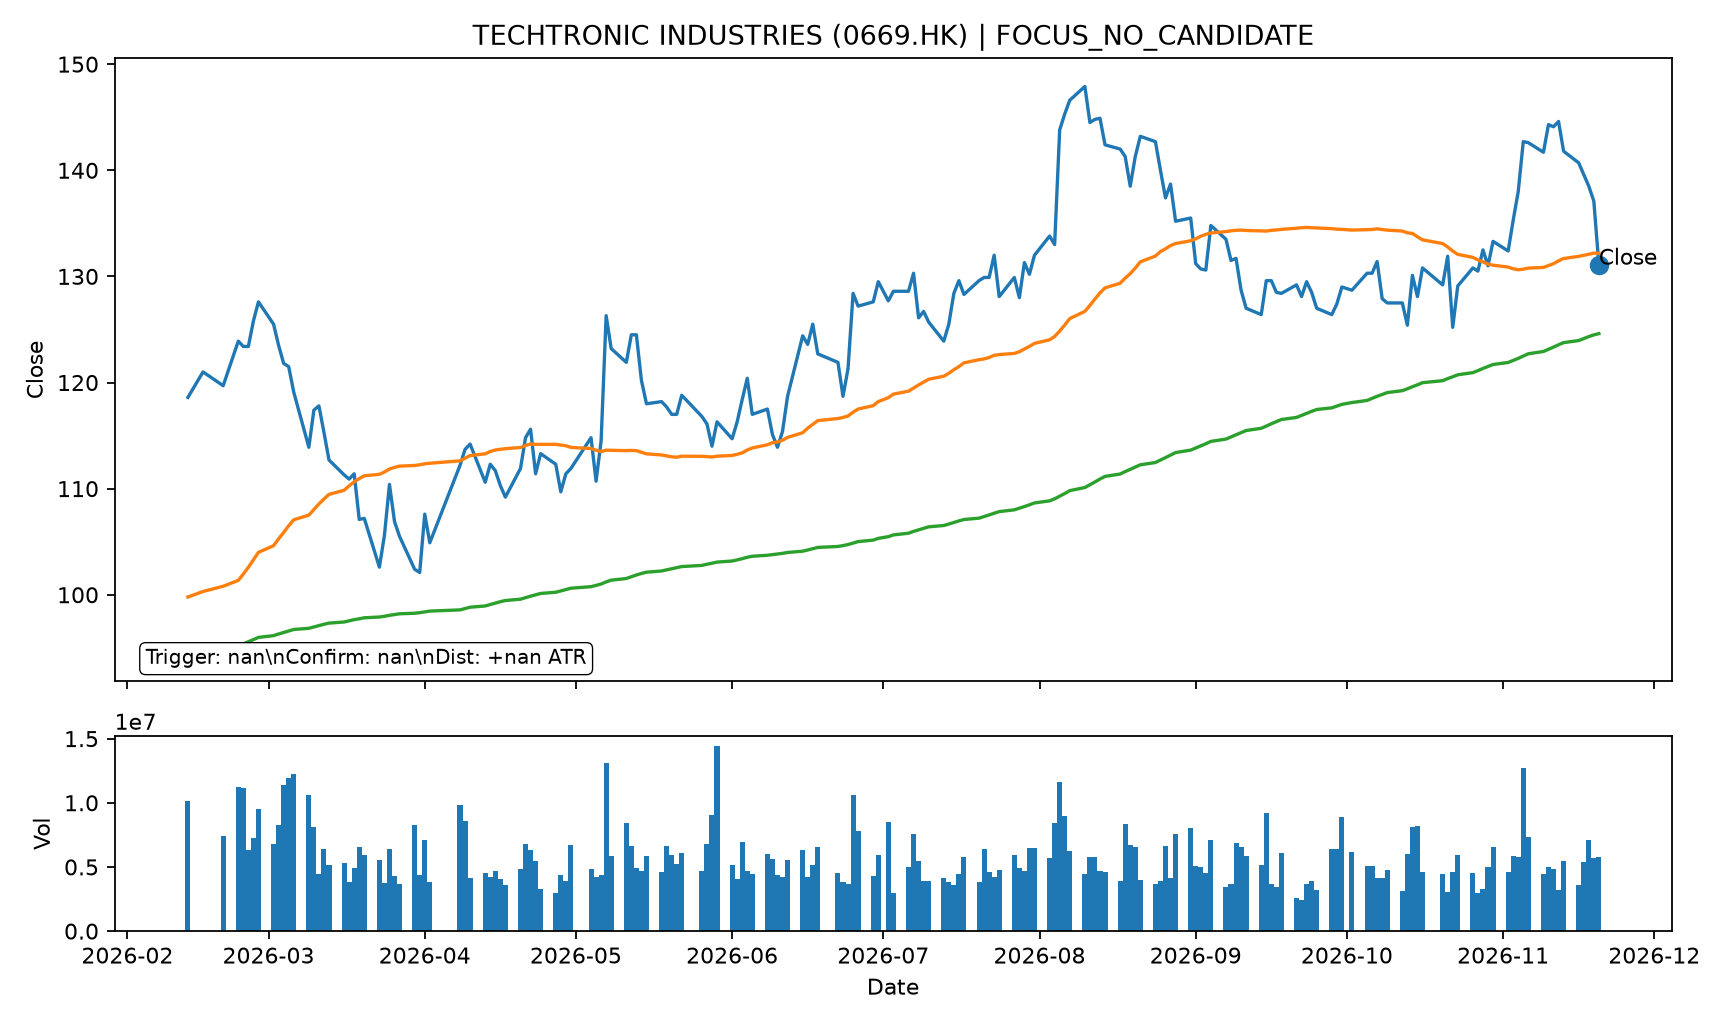 TECHTRONIC INDUSTRIES (0669.HK) | FOCUS_NO_CANDIDATE
Close
150
140
130
120
110
100
Close
Trigger: nan\nConfirm: nan\nDist: +nan ATR
1e7
Vol
1.5
1.0
0.5
0.0
2026-02 2026-03 2026-04 2026-05 2026-06 2026-07 2026-08 2026-09 2026-10 2026-11 2026-12
Date